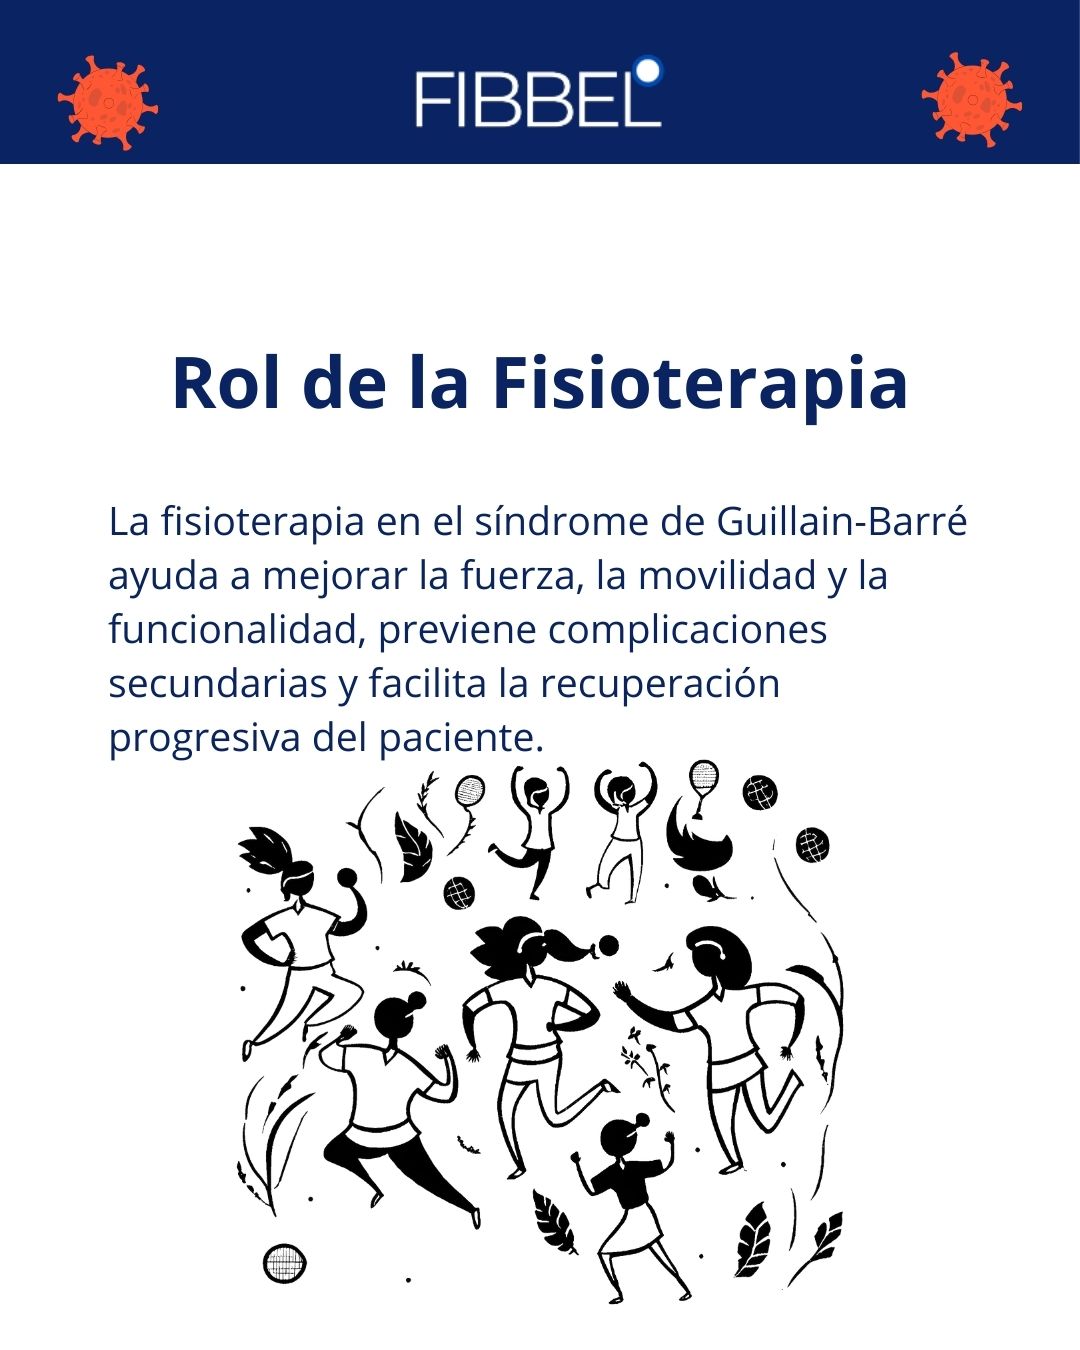 FIBBEL
Rol de la Fisioterapia
La fisioterapia en el síndrome de Guillain-Barré
ayuda a mejorar la fuerza, la movilidad y la
funcionalidad, previene complicaciones
secundarias y facilita la recuperación
progresiva del paciente.